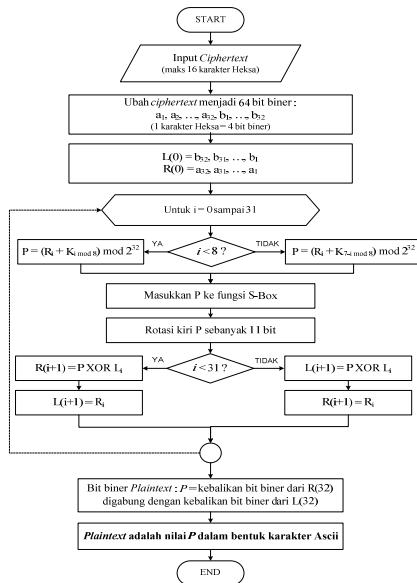 START
Input Ciphertext
(maks 16 karakter Heksa)
Ubah ciphertext menjadi 64 bit biner :
a₁, a₂, …, a₃₂, b₁, …, b₃₂
(1 karakter Heksa = 4 bit biner)
L(0) = b₃₂, b₃₁, …, b₁
R(0) = a₃₂, a₃₁, …, a₁
Untuk i = 0 sampai 31
P = (Rᵢ + Kᵢ mod 8) mod 2³²
YA
i < 8 ?
TIDAK
P = (Rᵢ + K₇₋ᵢ mod 8) mod 2³²
Masukkan P ke fungsi S-Box
Rotasi kiri P sebanyak 11 bit
R(i+1) = P XOR Lᵢ
YA
i < 31 ?
TIDAK
L(i+1) = P XOR Lᵢ
L(i+1) = Rᵢ
R(i+1) = Rᵢ
Bit biner Plaintext : P = kebalikan bit biner dari R(32)
digabung dengan kebalikan bit biner dari L(32)
Plaintext adalah nilai P dalam bentuk karakter Ascii
END